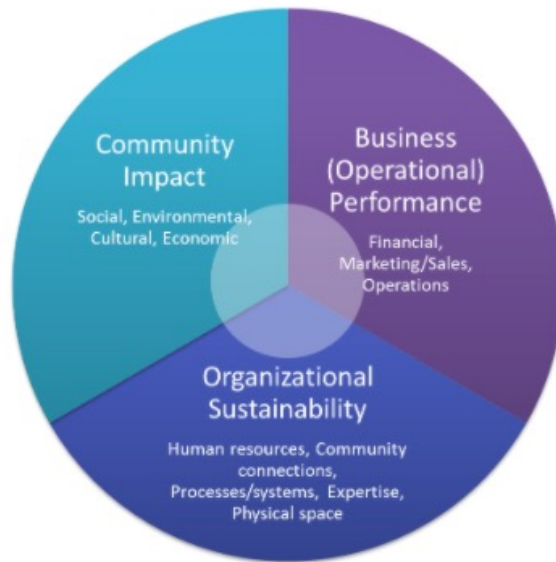 Community
Impact
Social, Environmental,
Cultural, Economic
Business
(Operational)
Performance
Financial,
Marketing/Sales,
Operations
Organizational
Sustainability
Human resources, Community
connections,
Processes/systems, Expertise,
Physical space